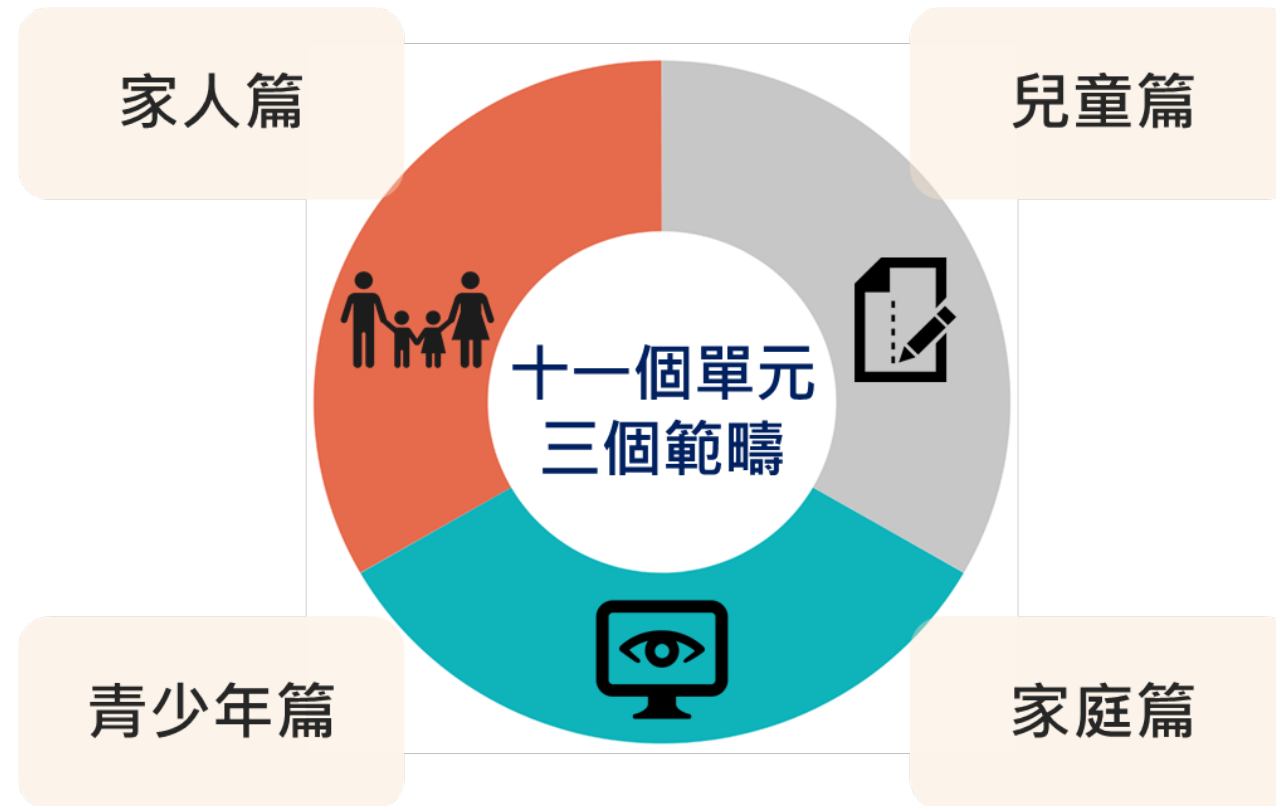 家人篇
兒童篇
十一個單元
三個範疇
青少年篇
家庭篇